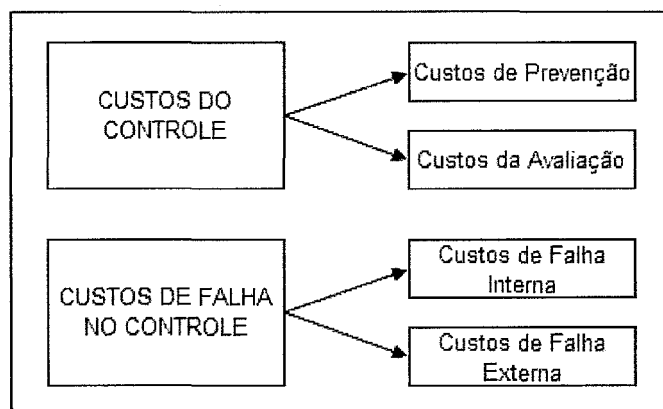 CUSTOS DO
CONTROLE
Custos de Prevenção
Custos da Avaliação
CUSTOS DE FALHA
NO CONTROLE
Custos de Falha
Interna
Custos de Falha
Externa